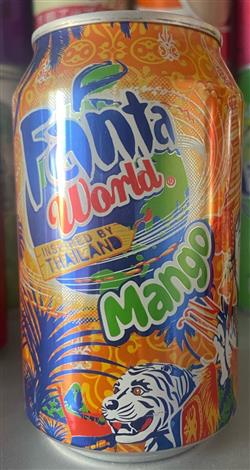 Fanta
World®
INSPIRED BY
THAILAND
Mango